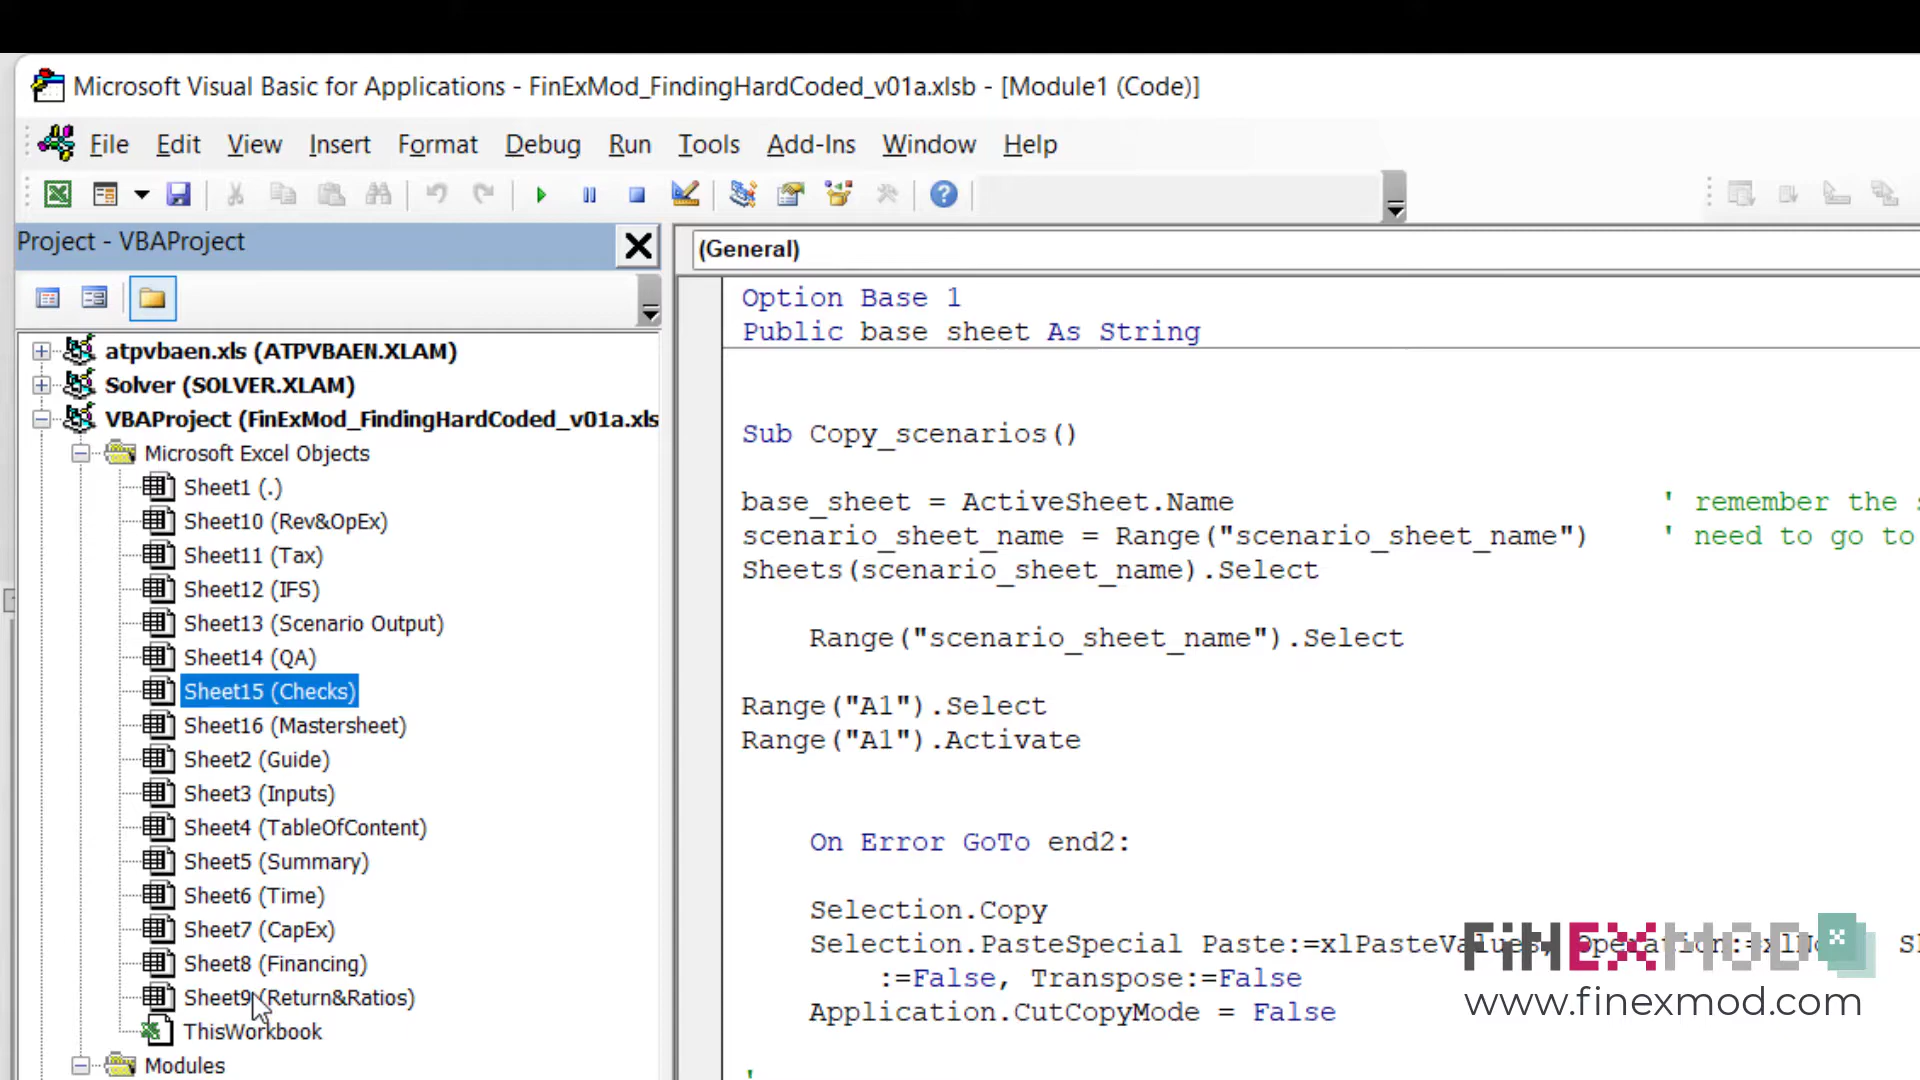 Microsoft Visual Basic for Applications - FinExMod_FindingHardCoded_v01a.xlsb - [Module1 (Code)]
File Edit View Insert Format Debug Run Tools Add-Ins Window Help
Project - VBAProject
(General)
atpvbaen.xls (ATPVBAEN.XLAM)
Solver (SOLVER.XLAM)
VBAProject (FinExMod_FindingHardCoded_v01a.xls
Microsoft Excel Objects
Sheet1 (.)
Sheet10 (Rev&OpEx)
Sheet11 (Tax)
Sheet12 (IFS)
Sheet13 (Scenario Output)
Sheet14 (QA)
Sheet15 (Checks)
Sheet16 (Mastersheet)
Sheet2 (Guide)
Sheet3 (Inputs)
Sheet4 (TableOfContent)
Sheet5 (Summary)
Sheet6 (Time)
Sheet7 (CapEx)
Sheet8 (Financing)
Sheet9 (Return&Ratios)
ThisWorkbook
Modules
Option Base 1
Public base sheet As String
Sub Copy_scenarios()
base_sheet = ActiveSheet.Name ' remember the
scenario_sheet_name = Range("scenario_sheet_name") ' need to go to
Sheets(scenario_sheet_name).Select
Range("scenario_sheet_name").Select
Range("A1").Select
Range("A1").Activate
On Error GoTo end2:
Selection.Copy
Selection.PasteSpecial Paste:=xlPasteValues, Operation:=
:=False, Transpose:=False
Application.CutCopyMode = False
'
FINEXMOD
www.finexmod.com